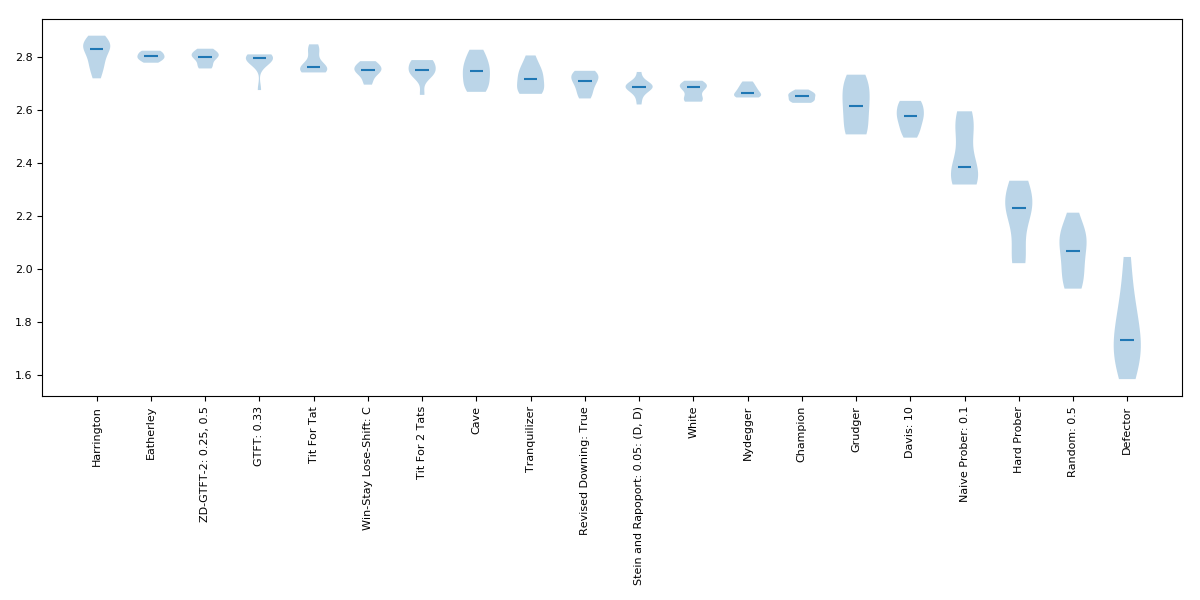 2.8
2.6
2.4
2.2
2.0
1.8
1.6
Harrington
Eatherley
ZD-GTFT-2: 0.25, 0.5
GTFT: 0.33
Tit For Tat
Win-Stay Lose-Shift: C
Tit For 2 Tats
Cave
Tranquilizer
Revised Downing: True
Stein and Rapoport: 0.05: (D, D)
White
Nydegger
Champion
Grudger
Davis: 10
Naive Prober: 0.1
Hard Prober
Random: 0.5
Defector